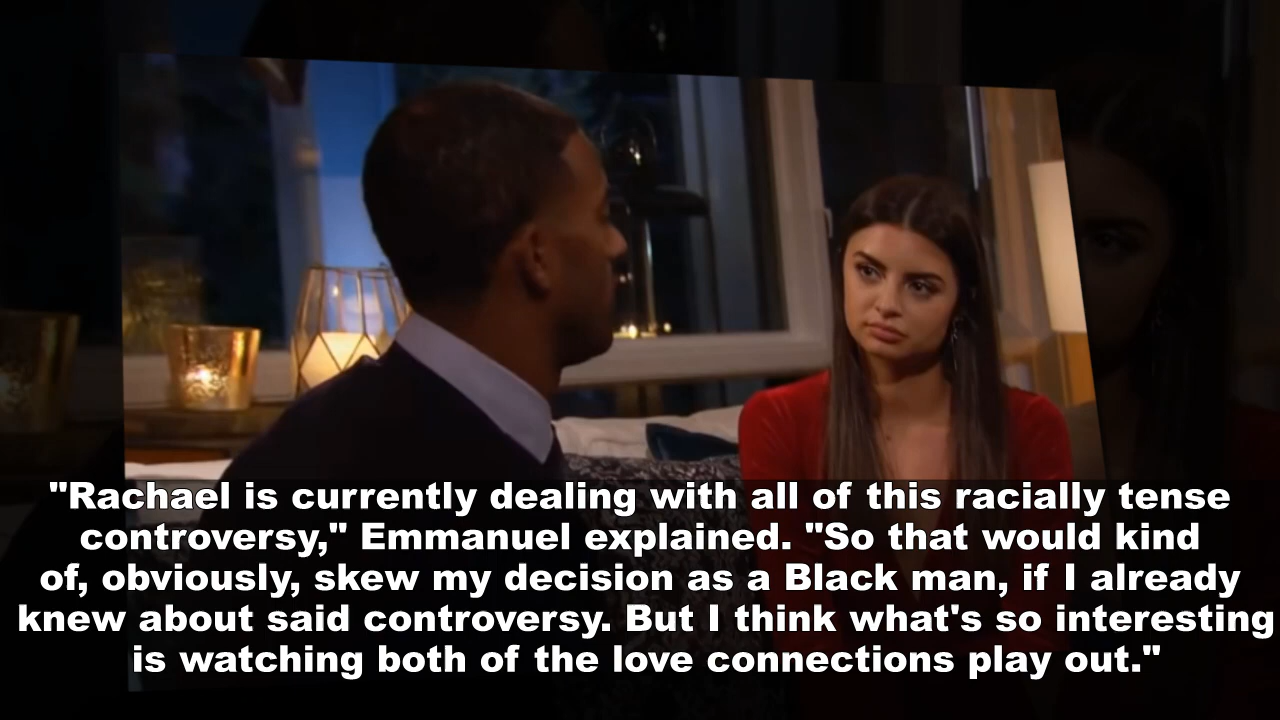 "Rachael is currently dealing with all of this racially tense
controversy," Emmanuel explained. "So that would kind
of, obviously, skew my decision as a Black man, if I already
knew about said controversy. But I think what's so interesting
is watching both of the love connections play out."